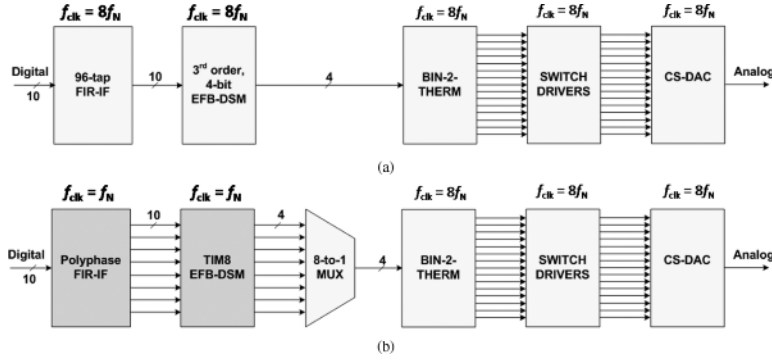 fclk = 8fN fclk = 8fN fclk = 8fN fclk = 8fN fclk = 8fN
Digital
10
96-tap
FIR-IF
10
3rd order,
4-bit
EFB-DSM
4
BIN-2-
THERM
SWITCH
DRIVERS
CS-DAC
Analog
(a)
fclk = fN fclk = fN fclk = 8fN fclk = 8fN fclk = 8fN
Digital
10
Polyphase
FIR-IF
10
TIM8
EFB-DSM
4
8-to-1
MUX
4
BIN-2-
THERM
SWITCH
DRIVERS
CS-DAC
Analog
(b)